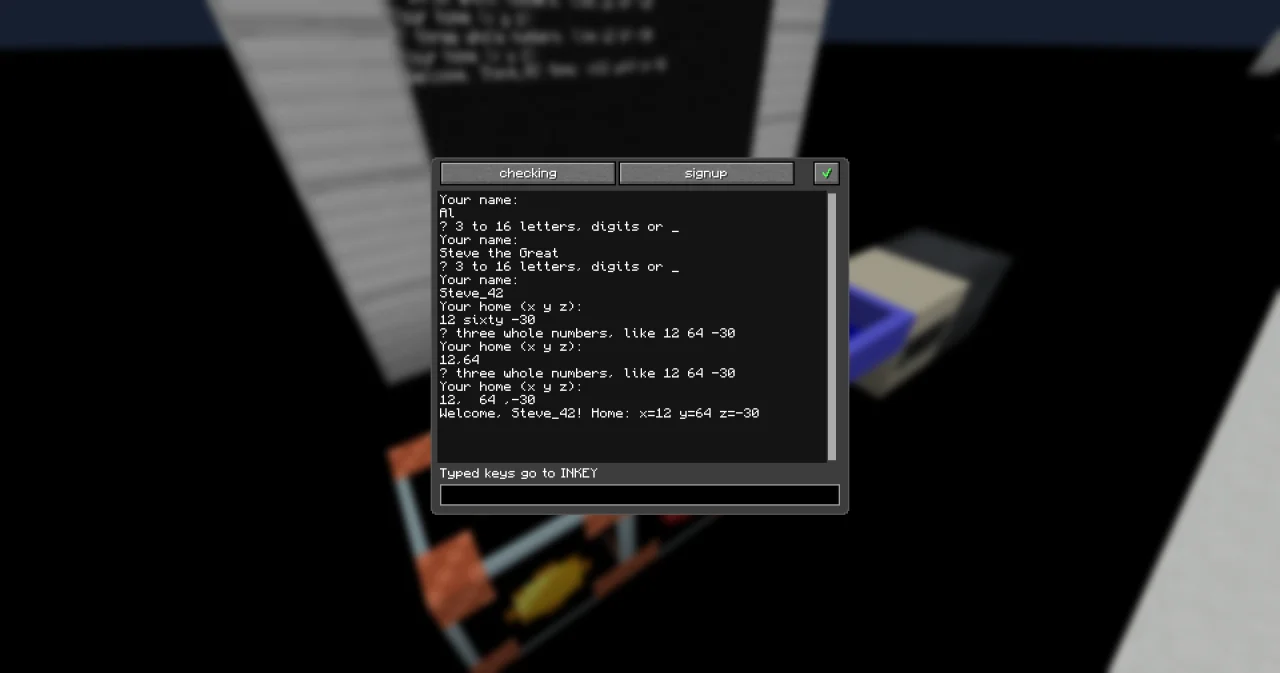 checking
signup
Your name:
Al
? 3 to 16 letters, digits or _
Your name:
Steve the Great
? 3 to 16 letters, digits or _
Your name:
Steve_42
Your home (x y z):
12 sixty -30
? three whole numbers, like 12 64 -30
Your home (x y z):
12,64
? three whole numbers, like 12 64 -30
Your home (x y z):
12,  64 ,-30
Welcome, Steve_42! Home: x=12 y=64 z=-30
Typed keys go to INKEY